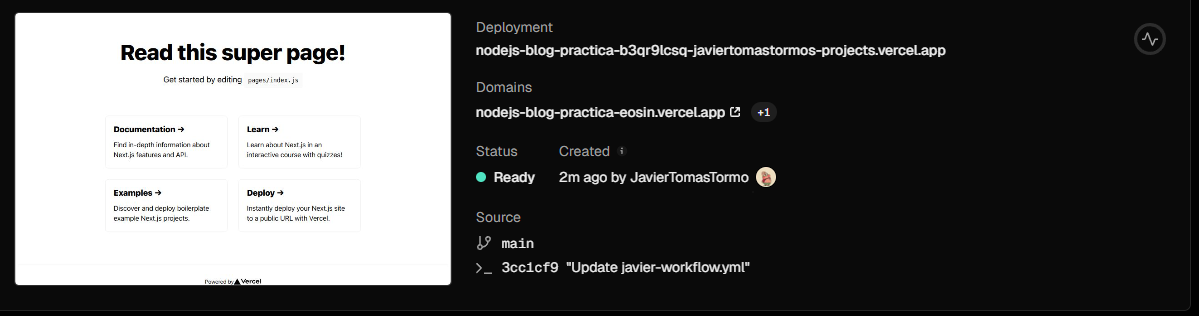 Read this super page!
Get started by editing pages/index.js
Documentation →
Find in-depth information about
Next.js features and API.
Learn →
Learn about Next.js in an
interactive course with quizzes!
Examples →
Discover and deploy boilerplate
example Next.js projects.
Deploy →
Instantly deploy your Next.js site
to a public URL with Vercel.
Powered by ▲ Vercel
Deployment
nodejs-blog-practica-b3qr9lcsq-javiertomastormos-projects.vercel.app
Domains
nodejs-blog-practica-eosin.vercel.app +1
Status Created i
Ready 2m ago by JavierTomasTormo
Source
main
3cc1cf9 "Update javier-workflow.yml"